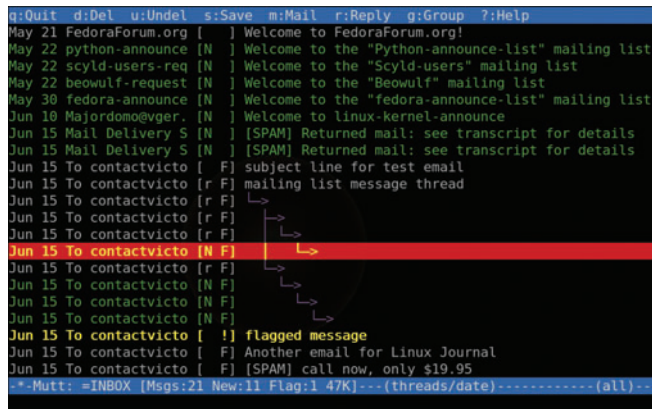 q:Quit  d:Del  u:Undel  s:Save  m:Mail  r:Reply  g:Group  ?:Help
May 21 FedoraForum.org [   ] Welcome to FedoraForum.org!
May 22 python-announce [N  ] Welcome to the "Python-announce-list" mailing list
May 22 scyld-users-req [N  ] Welcome to the "Scyld-users" mailing list
May 22 beowulf-request [N  ] Welcome to the "Beowulf" mailing list
May 30 fedora-announce [N  ] Welcome to the "fedora-announce-list" mailing list
Jun 10 Majordomo@vger. [N  ] Welcome to linux-kernel-announce
Jun 15 Mail Delivery S [N  ] [SPAM] Returned mail: see transcript for details
Jun 15 Mail Delivery S [N  ] [SPAM] Returned mail: see transcript for details
Jun 15 To contactvicto [  F] subject line for test email
Jun 15 To contactvicto [r F] mailing list message thread
Jun 15 To contactvicto [r F] └─>
Jun 15 To contactvicto [r F]   ├─>
Jun 15 To contactvicto [r F]   │ └─>
Jun 15 To contactvicto [N F]   │   └─>
Jun 15 To contactvicto [r F]   └─>
Jun 15 To contactvicto [N F]     └─>
Jun 15 To contactvicto [N F]       └─>
Jun 15 To contactvicto [N F]         └─>
Jun 15 To contactvicto [  !] flagged message
Jun 15 To contactvicto [  F] Another email for Linux Journal
Jun 15 To contactvicto [  F] [SPAM] call now, only $19.95
-*-Mutt: =INBOX [Msgs:21 New:11 Flag:1 47K]---(threads/date)------------(all)--